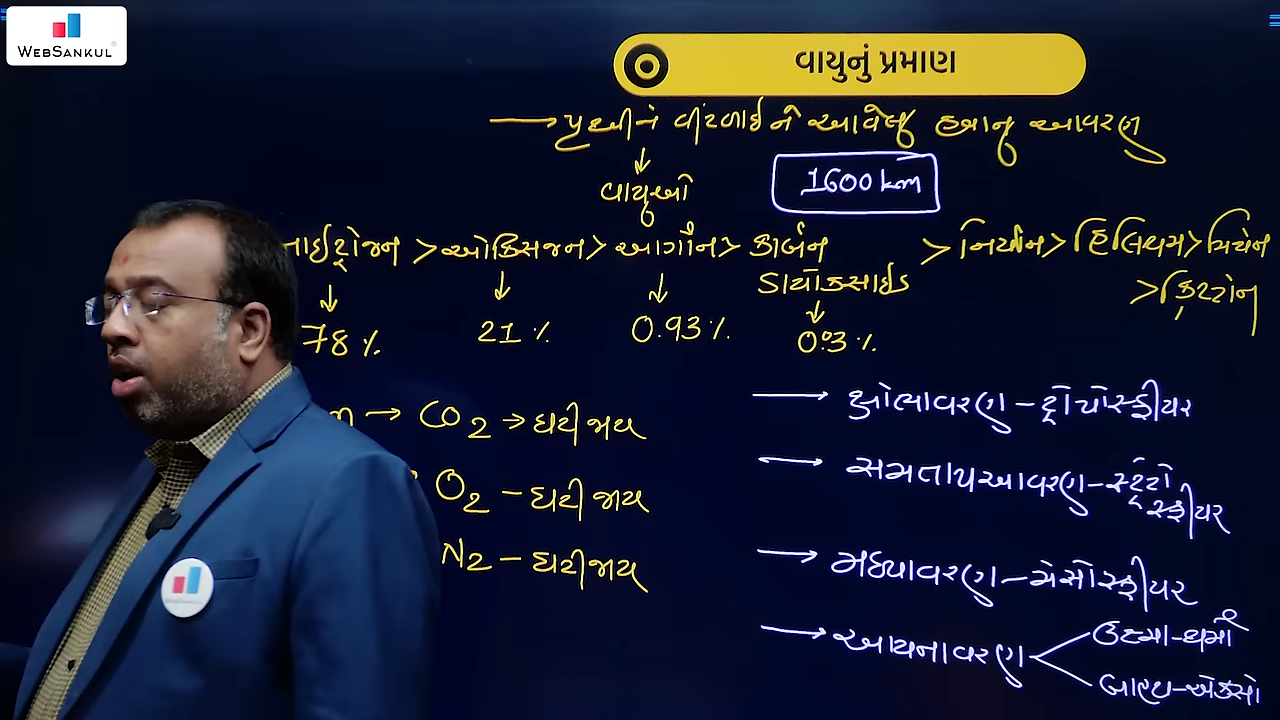 WEBSANKUL
વાયુનું પ્રમાણ
→ પૃથ્વીને વીંટળાઈને આવેલુ હવાનુ આવરણ
↓
વાયુઓ
1600 km
નાઈટ્રોજન > ઓક્સિજન > આર્ગોન > કાર્બન ડાયોક્સાઈડ > નિયોન > હિલિયમ > મિથેન
> ક્રિપ્ટોન
↓ ↓ ↓ ↓
78 % 21 % 0.93 % 0.03 %
→ CO2 → ઘટી જાય
O2 – ઘટી જાય
N2 – ઘટી જાય
→ ક્ષોભાવરણ – ટ્રોપોસ્ફીયર
→ સમતાપઆવરણ – સ્ટ્રેટો
સ્ફીયર
→ મધ્યાવરણ – મેસોસ્ફીયર
→ આયનાવરણ
ઉષ્મા – થર્મો
બાહ્ય – એક્સો
WEBSANKUL